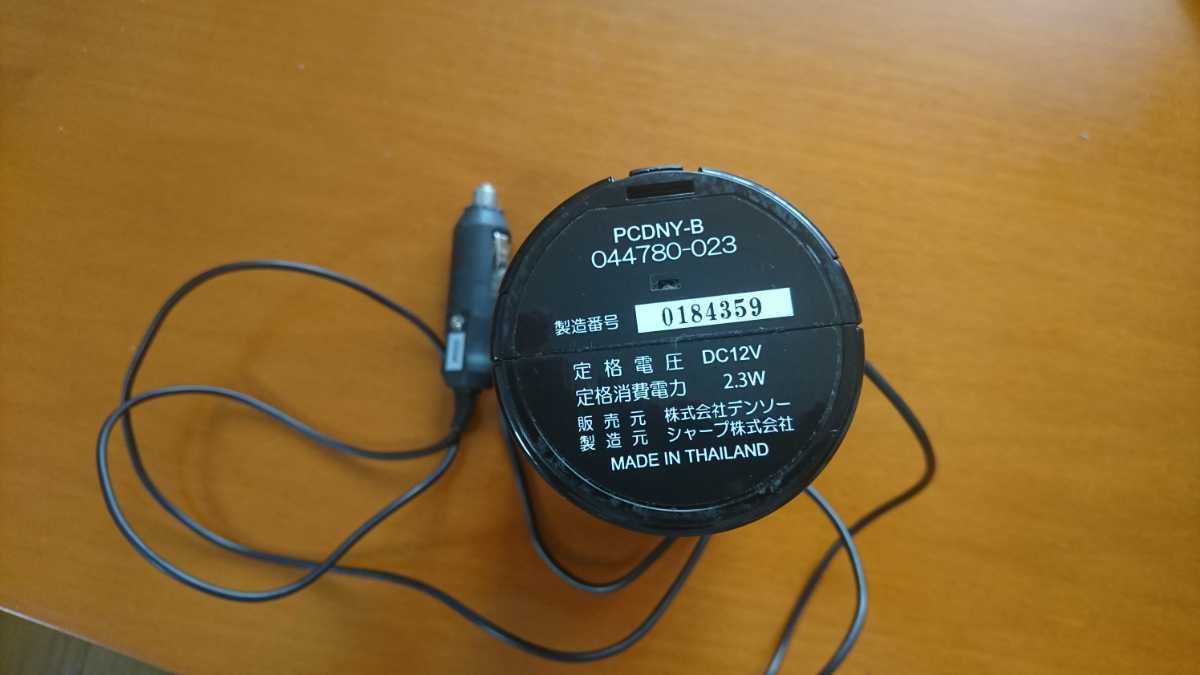 PCDNY-B
044780-023
製造番号 0184359
定格電圧 DC12V
定格消費電力 2.3W
販売元 株式会社デンソー
製造元 シャープ株式会社
MADE IN THAILAND